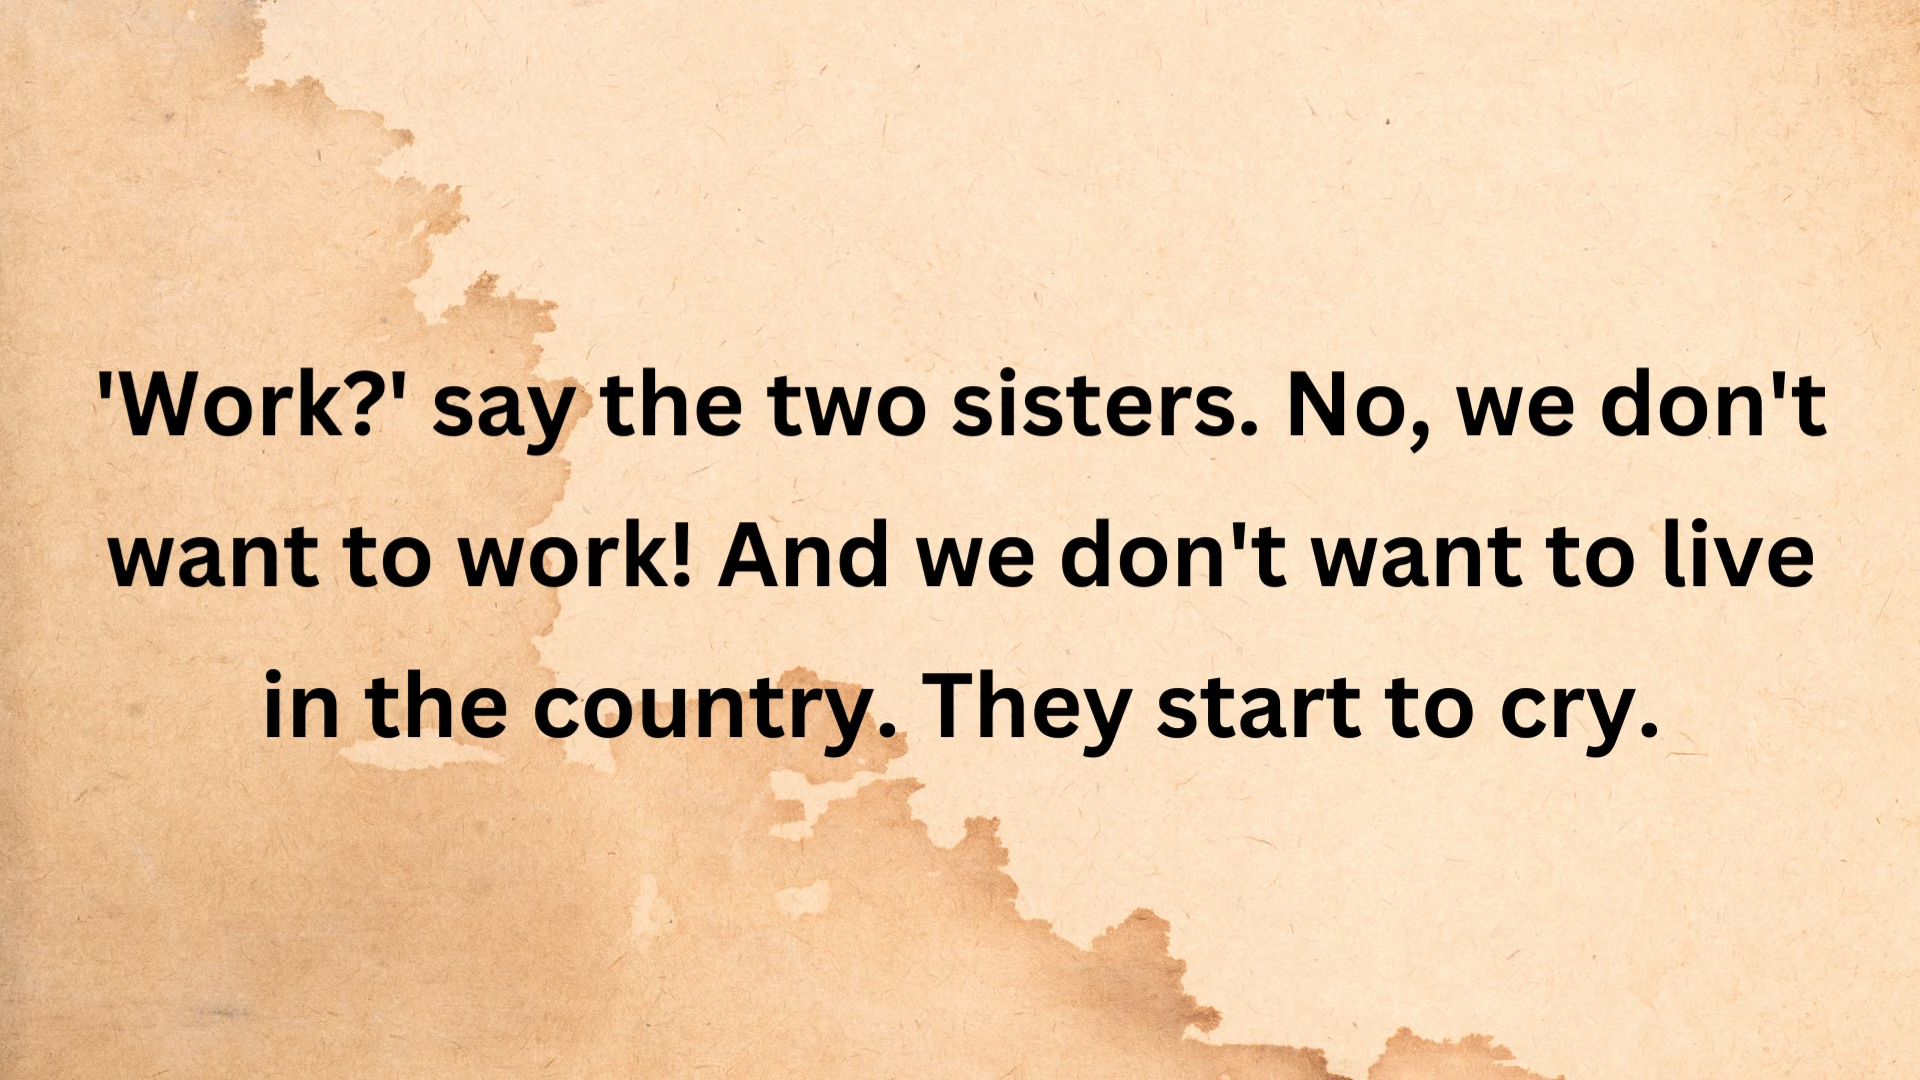 'Work?' say the two sisters. No, we don't
want to work! And we don't want to live
in the country. They start to cry.